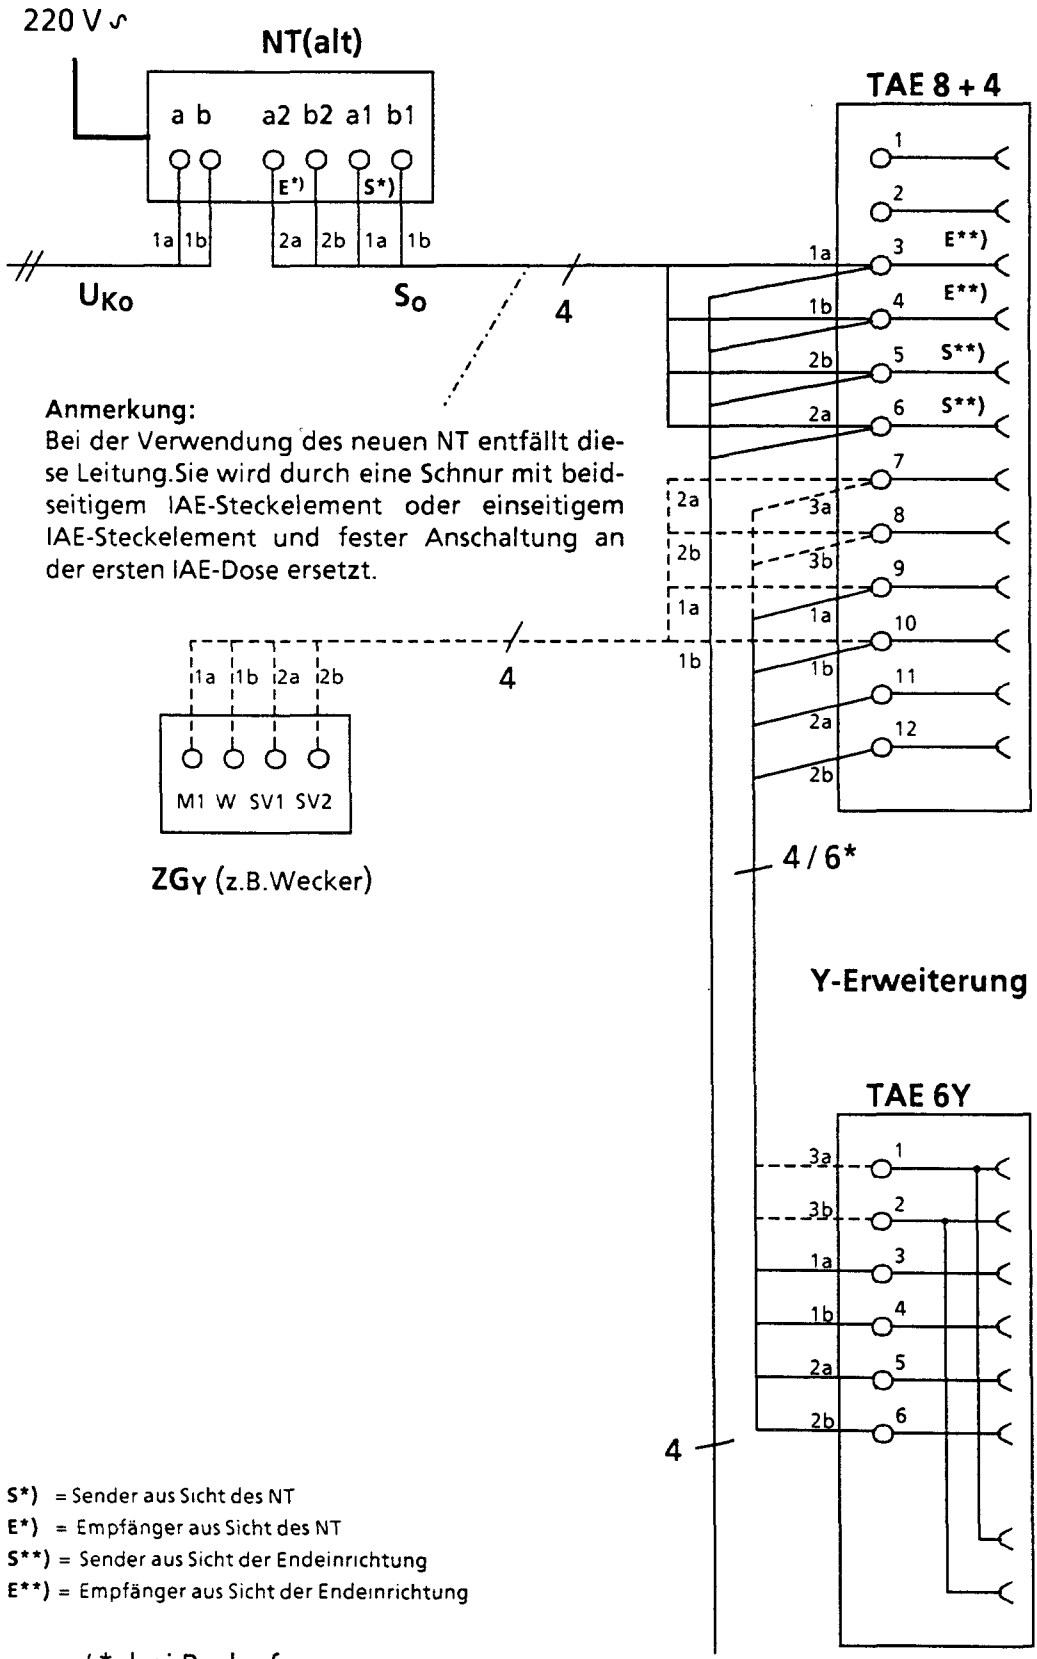 220 V ∿
NT(alt)
a b a2 b2 a1 b1
E*) S*)
1a 1b 2a 2b 1a 1b
UKo
So
4
TAE 8 + 4
1
2
1a 3 E**)
1b 4 E**)
2b 5 S**)
2a 6 S**)
7
2a 3a
8
2b 3b
9
1a 1a
10
1b 1b
11
2a
12
2b
Anmerkung:
Bei der Verwendung des neuen NT entfällt die-
se Leitung.Sie wird durch eine Schnur mit beid-
seitigem IAE-Steckelement oder einseitigem
IAE-Steckelement und fester Anschaltung an
der ersten IAE-Dose ersetzt.
4
1a 1b 2a 2b
M1 W SV1 SV2
ZGY (z.B.Wecker)
4 / 6*
Y-Erweiterung
TAE 6Y
3a 1
3b 2
1a 3
1b 4
2a 5
2b 6
4
S*) = Sender aus Sicht des NT
E*) = Empfänger aus Sicht des NT
S**) = Sender aus Sicht der Endeinrichtung
E**) = Empfänger aus Sicht der Endeinrichtung